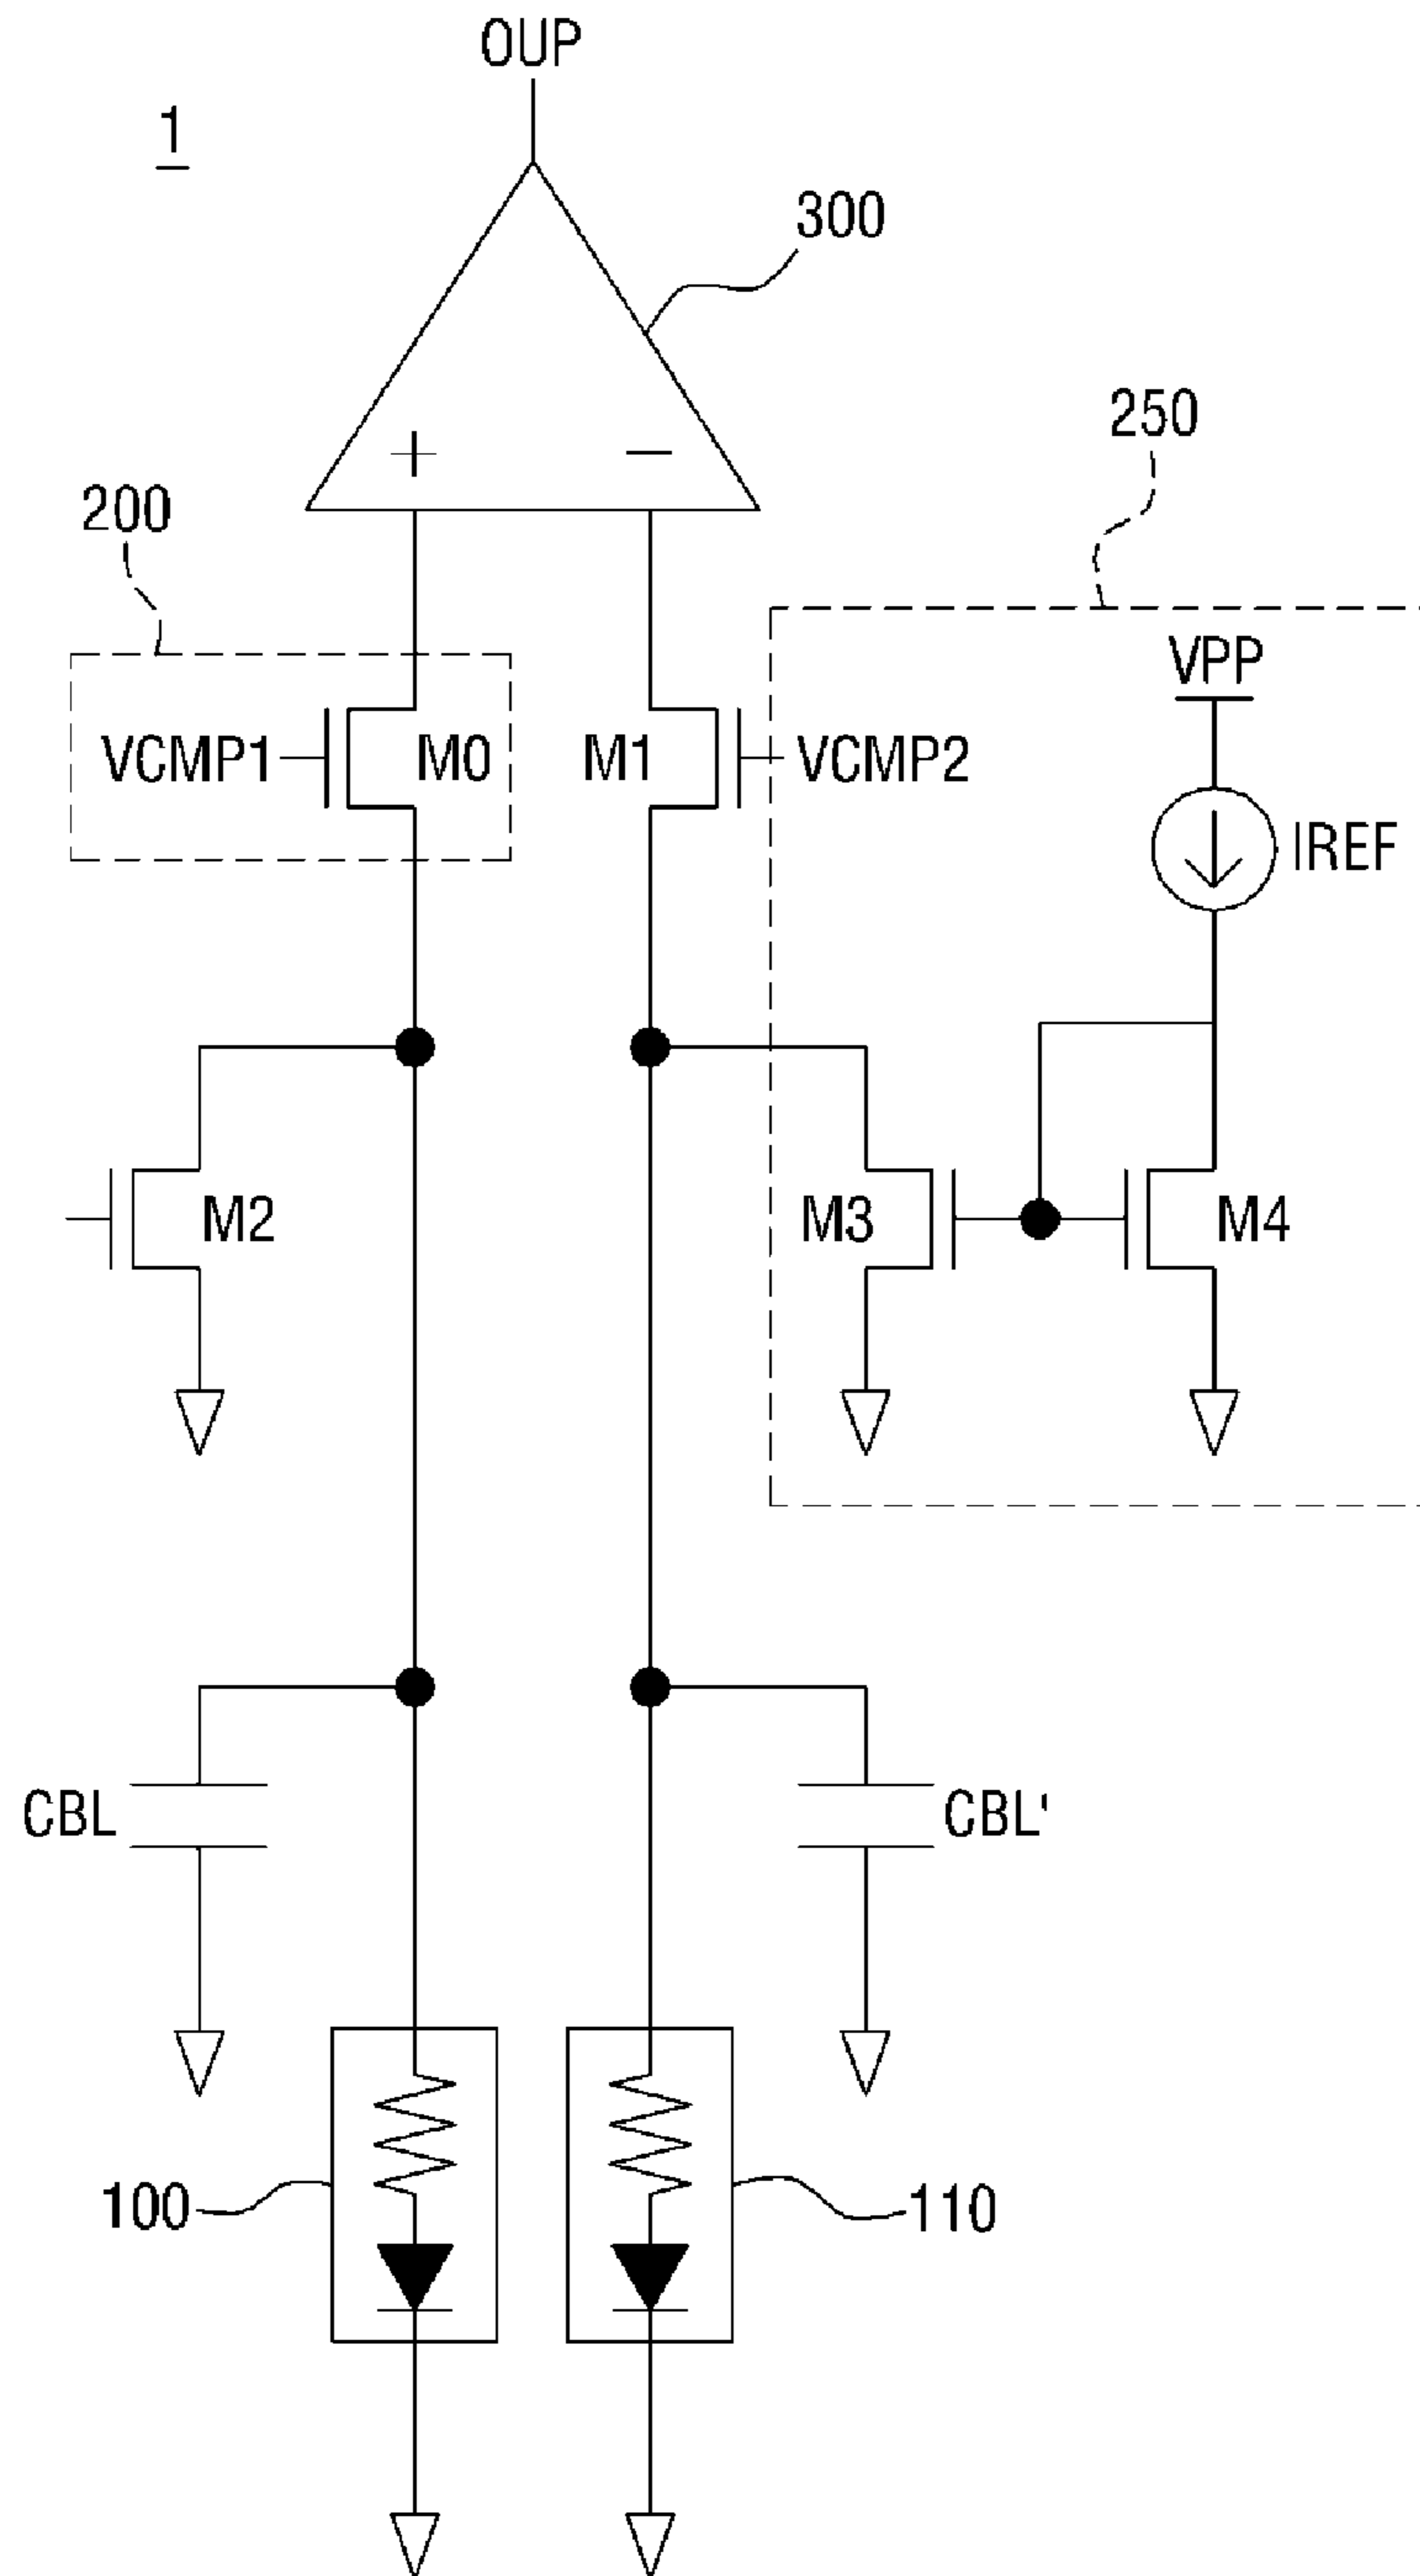 OUP
1
300
250
200
VPP
VCMP1
M0
M1
VCMP2
IREF
M2
M3
M4
CBL
CBL'
100
110